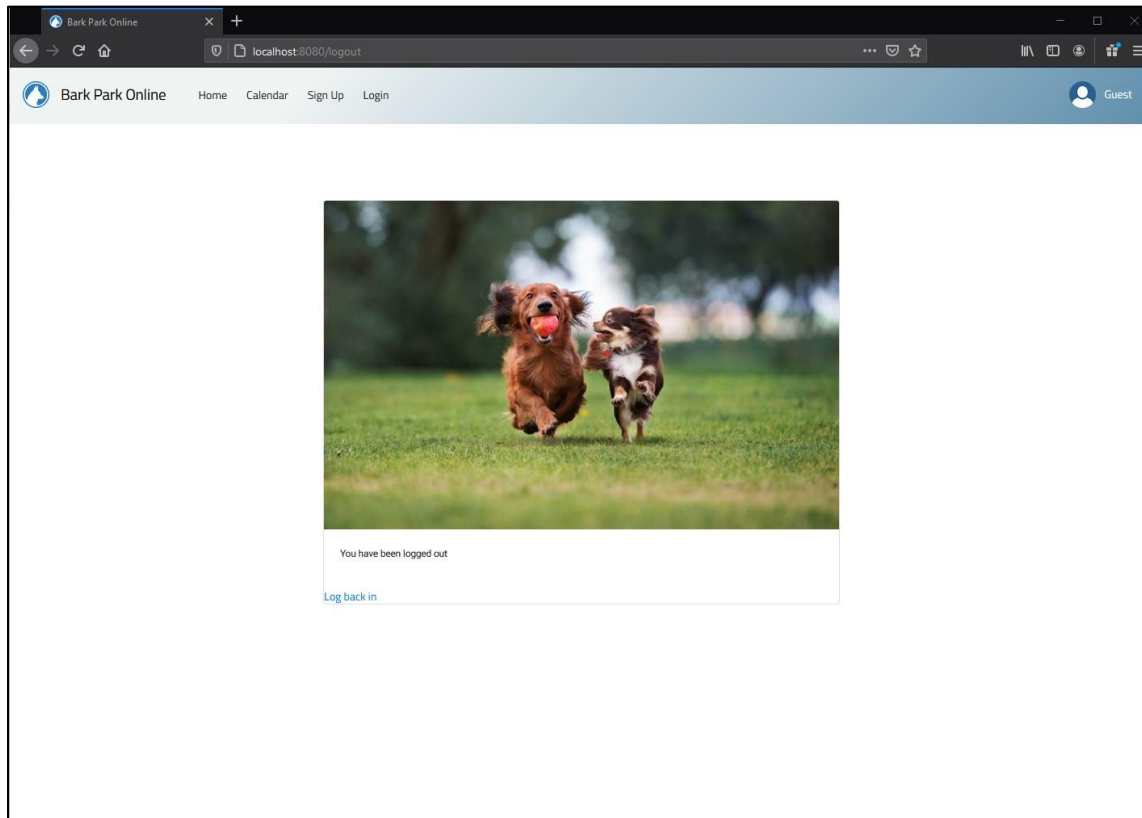 Bark Park Online
localhost:8080/logout
Bark Park Online Home Calendar Sign Up Login Guest
You have been logged out
Log back in